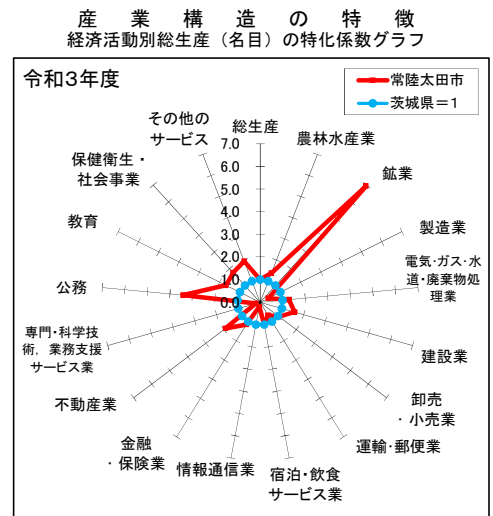 産業構造の特徴
経済活動別総生産（名目）の特化係数グラフ
令和3年度
常陸太田市
茨城県＝1
総生産
農林水産業
鉱業
製造業
電気・ガス・水
道・廃棄物処
理業
建設業
卸売
・小売業
運輸・郵便業
宿泊・飲食
サービス業
情報通信業
金融
・保険業
不動産業
専門・科学技
術，業務支援
サービス業
公務
教育
保健衛生・
社会事業
その他の
サービス
7.0
6.0
5.0
4.0
3.0
2.0
1.0
0.0